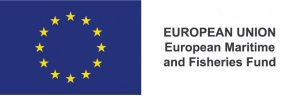 EUROPEAN UNION
European Maritime
and Fisheries Fund